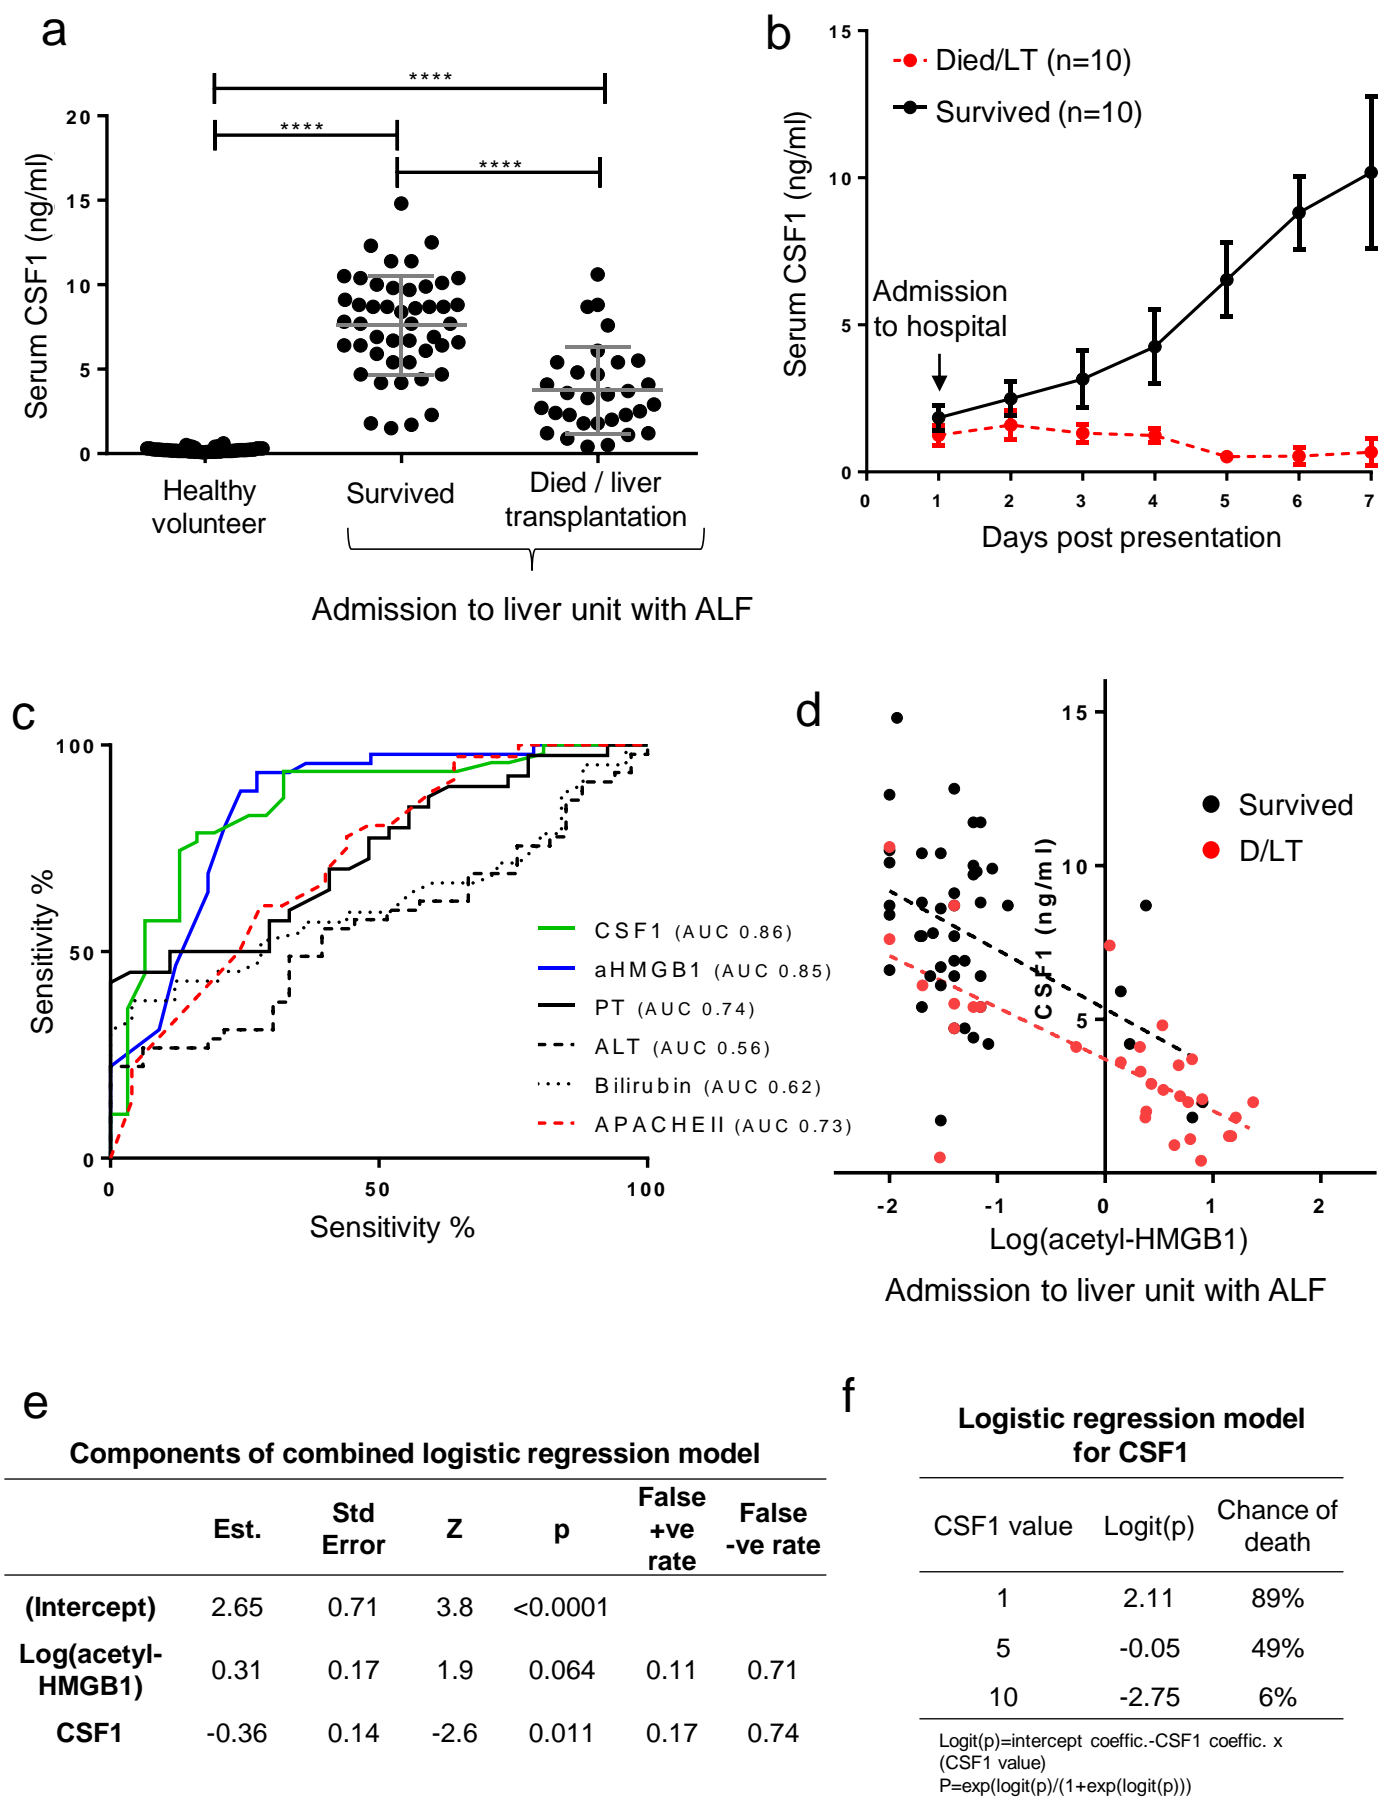 a
****
****
****
20
15
10
5
0
Serum CSF1 (ng/ml)
Healthy
volunteer
Survived
Died / liver
transplantation
Admission to liver unit with ALF
b
Died/LT (n=10)
Survived (n=10)
15
10
5
0
Serum CSF1 (ng/ml)
Admission
to hospital
0 1 2 3 4 5 6 7
Days post presentation
c
100
50
0
Sensitivity %
CSF1 (AUC 0.86)
aHMGB1 (AUC 0.85)
PT (AUC 0.74)
ALT (AUC 0.56)
Bilirubin (AUC 0.62)
APACHEII (AUC 0.73)
0 50 100
Sensitivity %
d
15
10
5
CSF1 (ng/ml)
Survived
D/LT
-2 -1 0 1 2
Log(acetyl-HMGB1)
Admission to liver unit with ALF
e
Components of combined logistic regression model
Est. Std Error Z p False +ve rate False -ve rate
(Intercept) 2.65 0.71 3.8 <0.0001
Log(acetyl-HMGB1) 0.31 0.17 1.9 0.064 0.11 0.71
CSF1 -0.36 0.14 -2.6 0.011 0.17 0.74
f
Logistic regression model
for CSF1
CSF1 value Logit(p) Chance of death
1 2.11 89%
5 -0.05 49%
10 -2.75 6%
Logit(p)=intercept coeffic.-CSF1 coeffic. x
(CSF1 value)
P=exp(logit(p)/(1+exp(logit(p)))